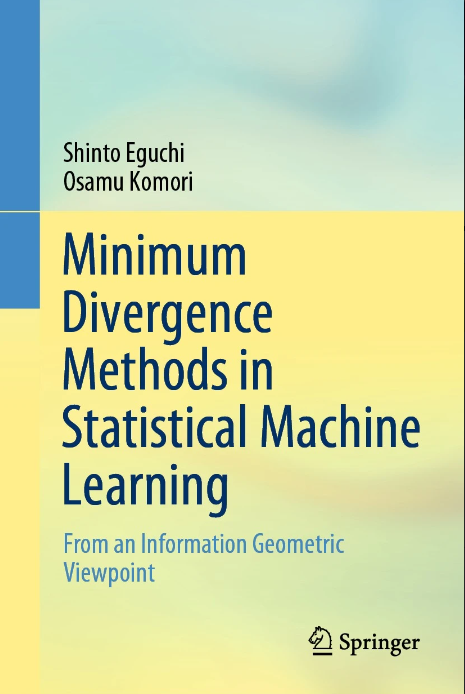 Shinto Eguchi
Osamu Komori
Minimum
Divergence
Methods in
Statistical Machine
Learning
From an Information Geometric
Viewpoint
Springer